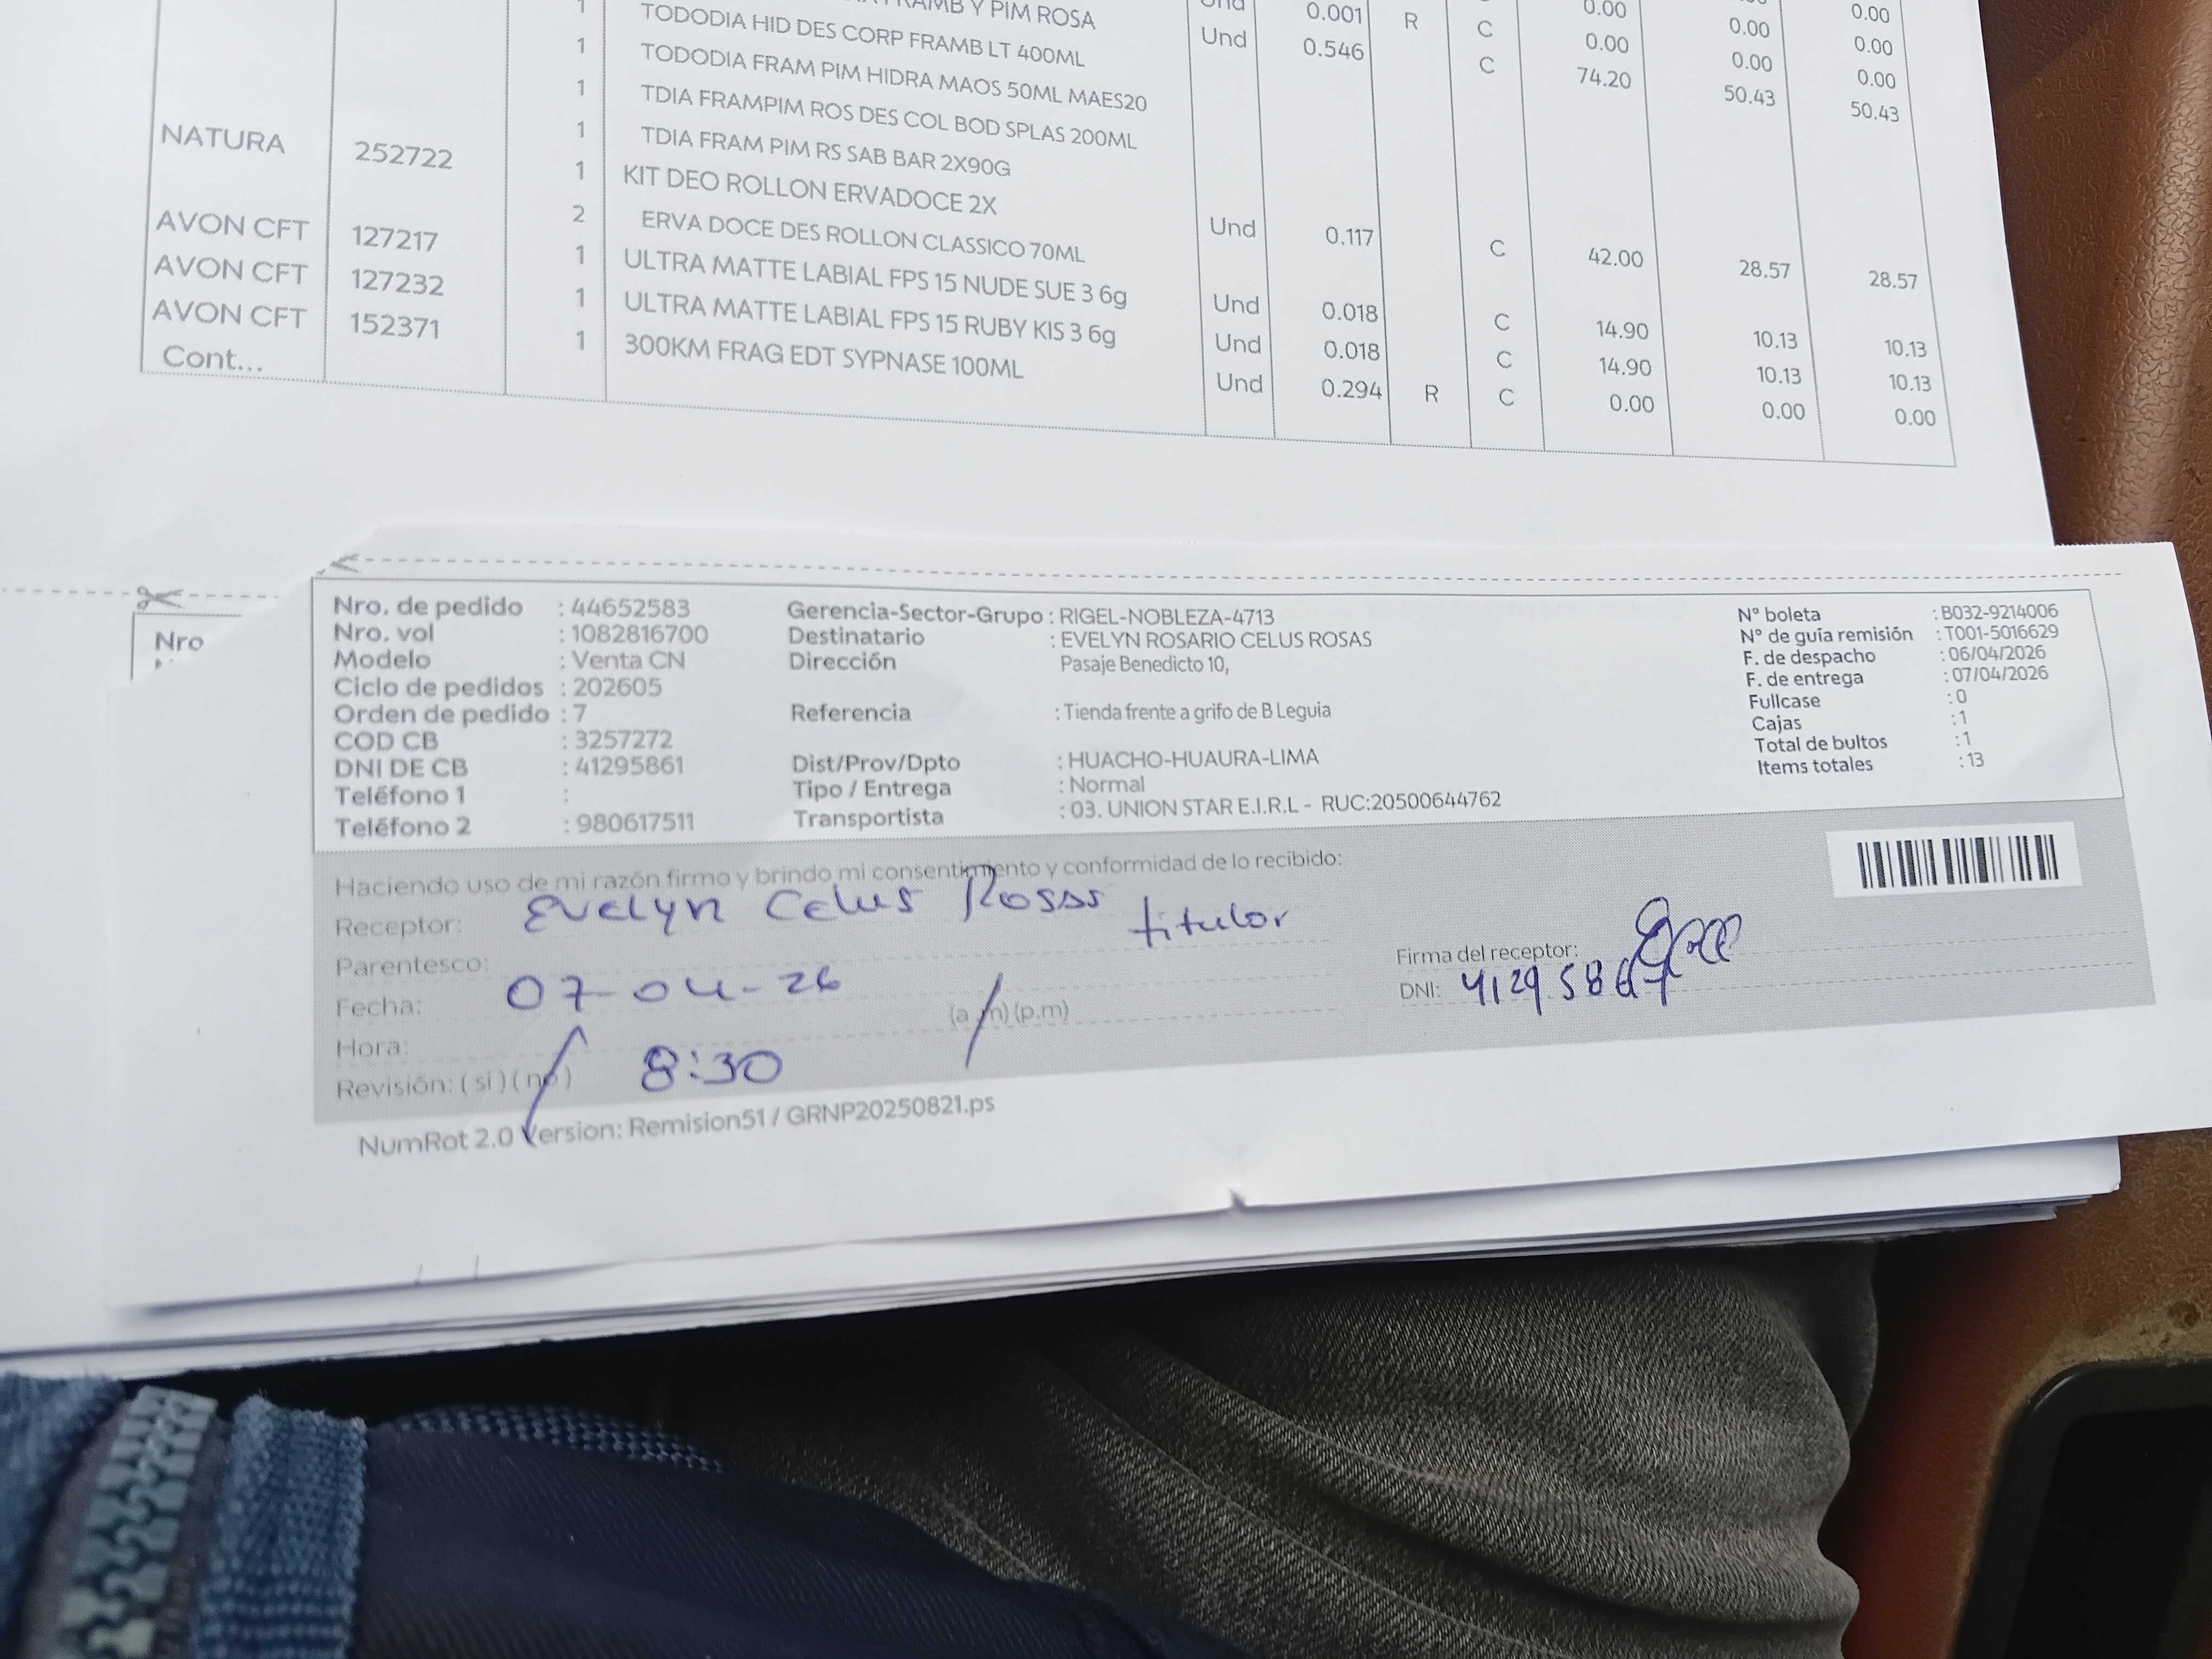 Y PIM ROSA Und 0.001 R C 0.00 0.00 0.00
1 TODODIA HID DES CORP FRAMB LT 400ML Und 0.546 C 0.00 0.00 0.00
1 TODODIA FRAM PIM HIDRA MAOS 50ML MAES20 74.20 50.43 50.43
1 TDIA FRAMPIM ROS DES COL BOD SPLAS 200ML
1 TDIA FRAM PIM RS SAB BAR 2X90G
NATURA 252722 1 KIT DEO ROLLON ERVADOCE 2X Und 0.117 C 42.00 28.57 28.57
2 ERVA DOCE DES ROLLON CLASSICO 70ML
AVON CFT 127217 1 ULTRA MATTE LABIAL FPS 15 NUDE SUE 3 6g Und 0.018 C 14.90 10.13 10.13
AVON CFT 127232 1 ULTRA MATTE LABIAL FPS 15 RUBY KIS 3 6g Und 0.018 C 14.90 10.13 10.13
AVON CFT 152371 1 300KM FRAG EDT SYPNASE 100ML Und 0.294 R C 0.00 0.00 0.00
Cont...
Nro
Nro. de pedido : 44652583
Nro. vol : 1082816700
Modelo : Venta CN
Ciclo de pedidos : 202605
Orden de pedido : 7
COD CB : 3257272
DNI DE CB : 41295861
Teléfono 1 :
Teléfono 2 : 980617511
Gerencia-Sector-Grupo : RIGEL-NOBLEZA-4713
Destinatario : EVELYN ROSARIO CELUS ROSAS
Dirección Pasaje Benedicto 10,
Referencia : Tienda frente a grifo de B Leguia
Dist/Prov/Dpto : HUACHO-HUAURA-LIMA
Tipo / Entrega : Normal
Transportista : 03. UNION STAR E.I.R.L - RUC:20500644762
N° boleta : B032-9214006
N° de guía remisión : T001-5016629
F. de despacho : 06/04/2026
F. de entrega : 07/04/2026
Fullcase : 0
Cajas : 1
Total de bultos : 1
Items totales : 13
Haciendo uso de mi razón firmo y brindo mi consentimiento y conformidad de lo recibido:
Receptor: Evelyn Celus Rosas
Parentesco: titular
Fecha: 07-04-26
Hora: 8:30 (a.m)(p.m)
Revisión: (si) (no)
Firma del receptor:
DNI: 41295861
NumRot 2.0 Version: Remision51 / GRNP20250821.ps